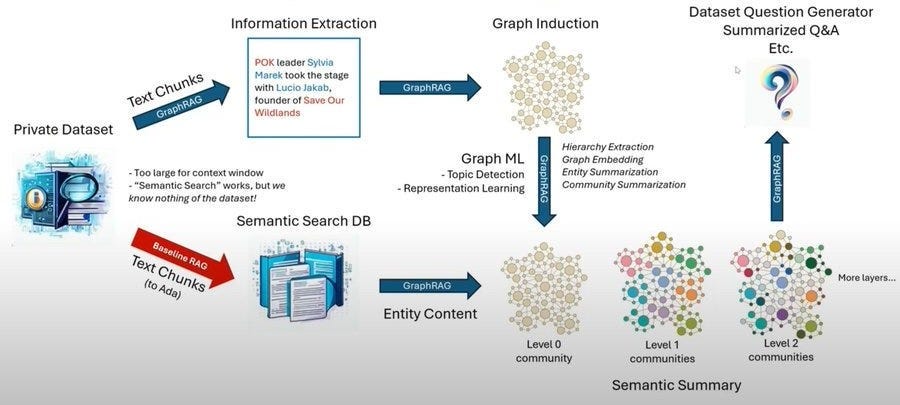 Information Extraction
Graph Induction
Dataset Question Generator
Summarized Q&A
Etc.
POK leader Sylvia
Marek took the stage
with Lucio Jakab,
founder of Save Our
Wildlands
Text Chunks
GraphRAG
GraphRAG
Private Dataset
- Too large for context window
- “Semantic Search” works, but we
know nothing of the dataset!
Graph ML
- Topic Detection
- Representation Learning
GraphRAG
Hierarchy Extraction
Graph Embedding
Entity Summarization
Community Summarization
GraphRAG
Semantic Search DB
Baseline RAG
Text Chunks
(to Ada)
GraphRAG
Entity Content
More layers...
Level 0
community
Level 1
communities
Level 2
communities
Semantic Summary